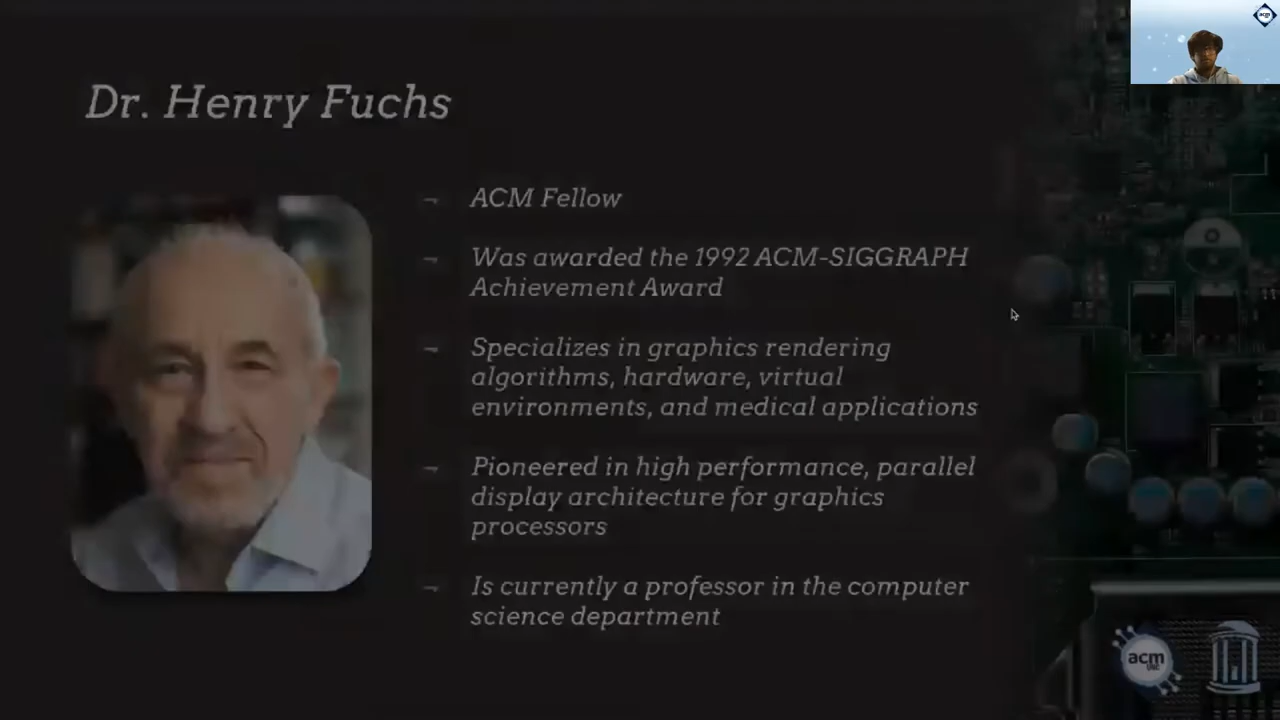 acm
Dr. Henry Fuchs
ACM Fellow
Was awarded the 1992 ACM-SIGGRAPH
Achievement Award
Specializes in graphics rendering
algorithms, hardware, virtual
environments, and medical applications
Pioneered in high performance, parallel
display architecture for graphics
processors
Is currently a professor in the computer
science department
acm